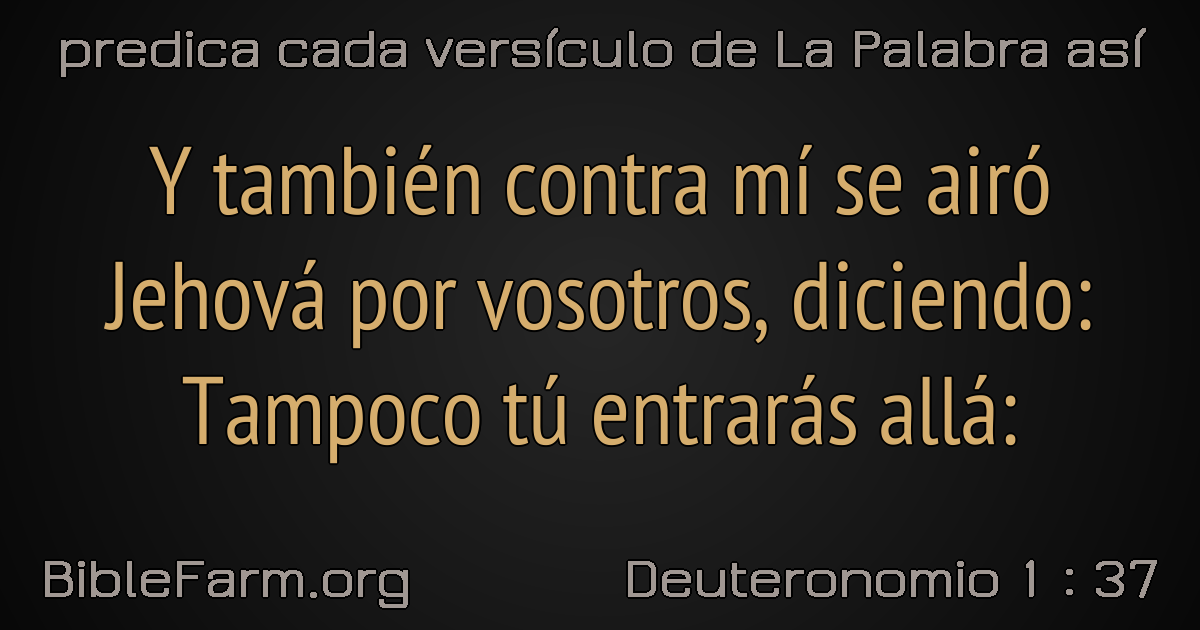 predica cada versículo de La Palabra así
Y también contra mí se airó
Jehová por vosotros, diciendo:
Tampoco tú entrarás allá:
BibleFarm.org
Deuteronomio 1 : 37